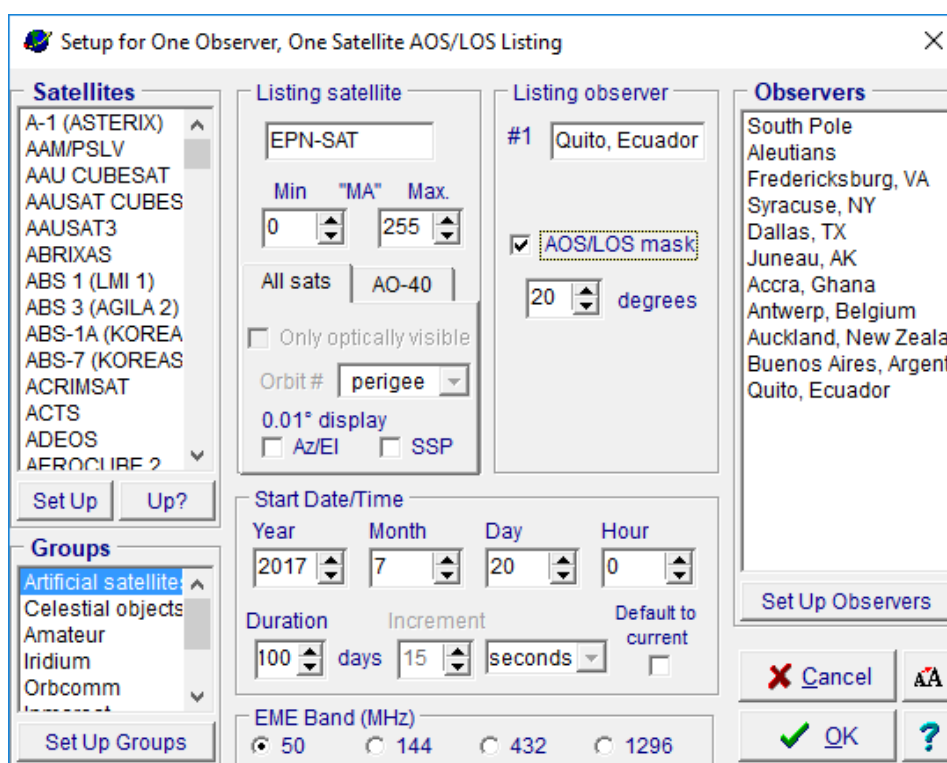 Setup for One Observer, One Satellite AOS/LOS Listing
Satellites
A-1 (ASTERIX)
AAM/PSLV
AAU CUBESAT
AAUSAT CUBES
AAUSAT3
ABRIXAS
ABS 1 (LMI 1)
ABS 3 (AGILA 2)
ABS-1A (KOREA
ABS-7 (KOREAS
ACRIMSAT
ACTS
ADEOS
AEROCUBE 2
Set Up
Up?
Groups
Artificial satellites
Celestial objects
Amateur
Iridium
Orbcomm
Set Up Groups
Listing satellite
EPN-SAT
Min "MA" Max.
0 255
All sats AO-40
Only optically visible
Orbit # perigee
0.01° display
Az/El SSP
Listing observer
#1 Quito, Ecuador
AOS/LOS mask
20 degrees
Start Date/Time
Year Month Day Hour
2017 7 20 0
Duration Increment Default to current
100 days 15 seconds
EME Band (MHz)
50 144 432 1296
Observers
South Pole
Aleutians
Fredericksburg, VA
Syracuse, NY
Dallas, TX
Juneau, AK
Accra, Ghana
Antwerp, Belgium
Auckland, New Zeala
Buenos Aires, Argent
Quito, Ecuador
Set Up Observers
Cancel
AA
OK
?